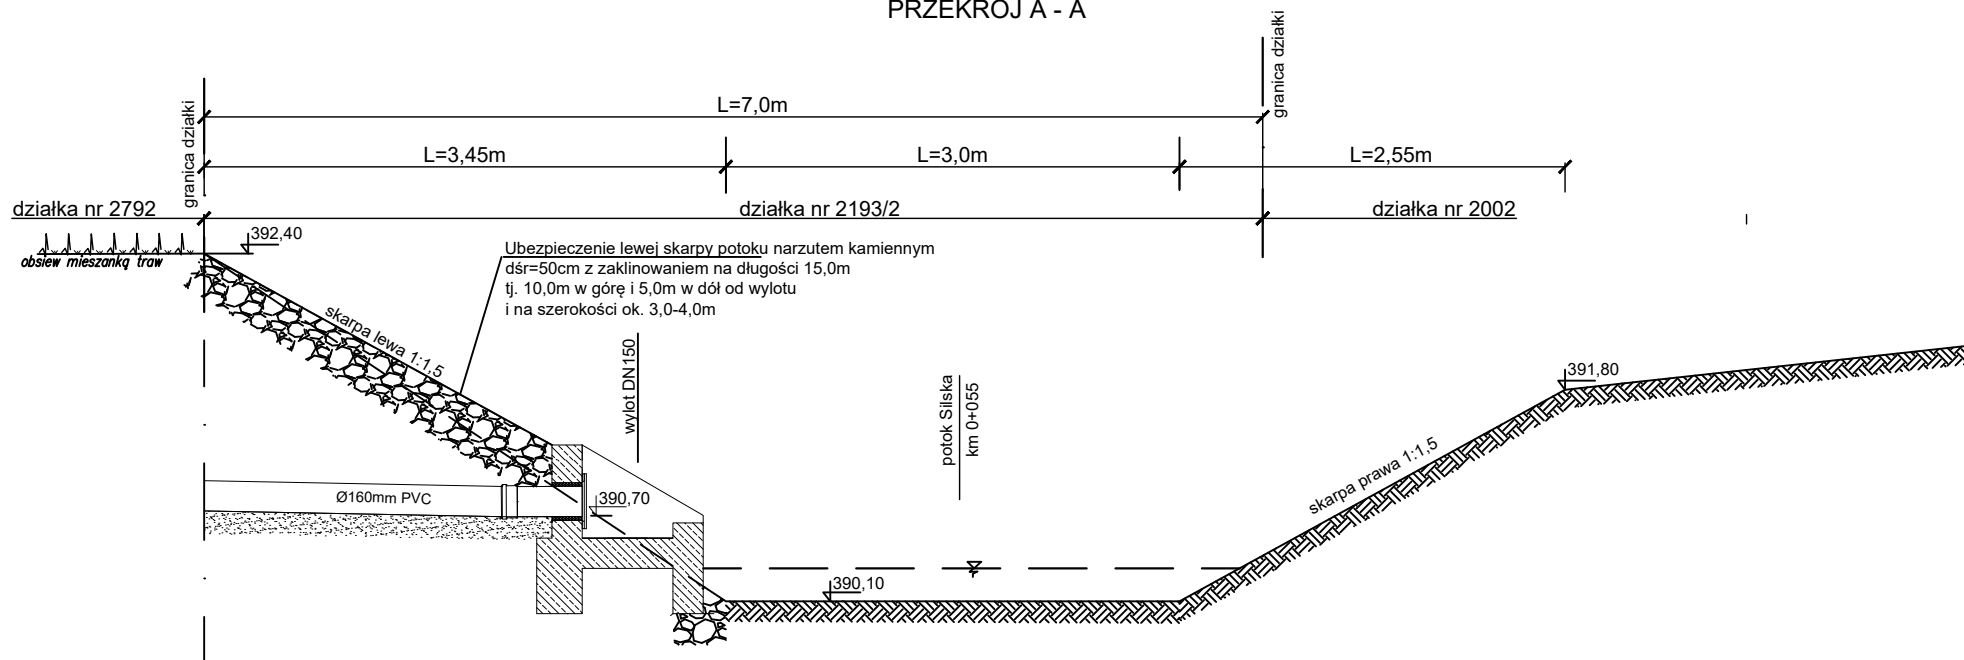 PRZEKRÓJ A - A
granica działki
granica działki
L=7,0m
L=3,45m
L=3,0m
L=2,55m
działka nr 2792
działka nr 2193/2
działka nr 2002
392,40
obsiew mieszanką traw
Ubezpieczenie lewej skarpy potoku narzutem kamiennym
dśr=50cm z zaklinowaniem na długości 15,0m
tj. 10,0m w górę i 5,0m w dół od wylotu
i na szerokości ok. 3,0-4,0m
skarpa lewa 1:1,5
wylot DN150
potok Silska
km 0+055
391,80
skarpa prawa 1:1,5
Ø160mm PVC
390,70
390,10